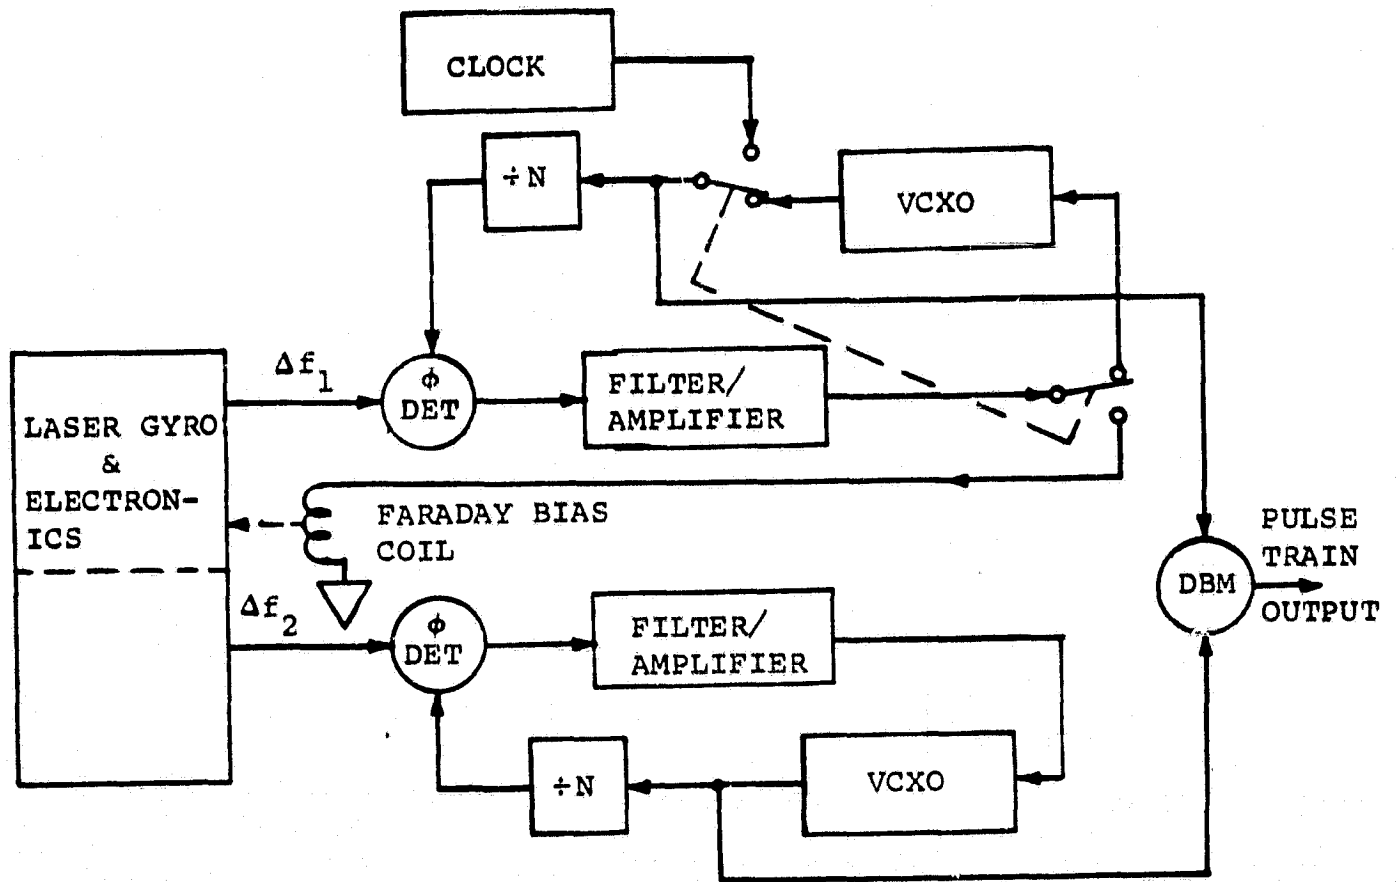 CLOCK
÷N
VCXO
Δf1
ϕ
DET
FILTER/
AMPLIFIER
LASER GYRO
&
ELECTRON-
ICS
FARADAY BIAS
COIL
PULSE
TRAIN
OUTPUT
DBM
Δf2
ϕ
DET
FILTER/
AMPLIFIER
÷N
VCXO